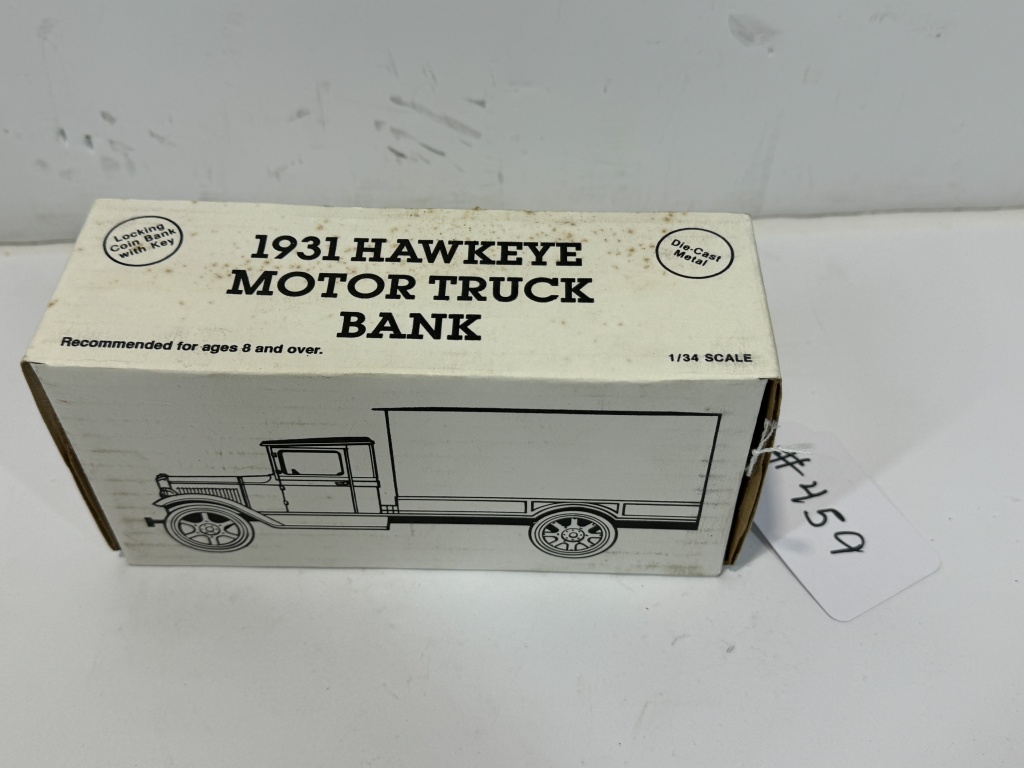 Locking
Coin Bank
with Key
1931 HAWKEYE
MOTOR TRUCK
BANK
Die-Cast
Metal
Recommended for ages 8 and over.
1/34 SCALE
#459